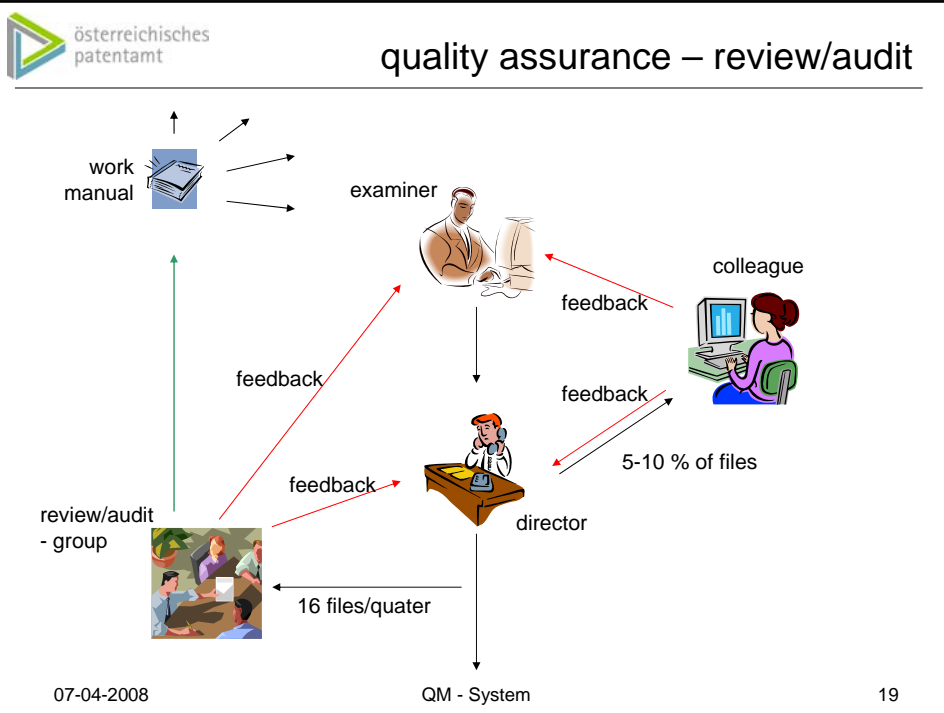 österreichisches
patentamt
quality assurance – review/audit
work
manual
examiner
colleague
feedback
feedback
feedback
5-10 % of files
feedback
director
review/audit
- group
16 files/quater
07-04-2008
QM - System
19